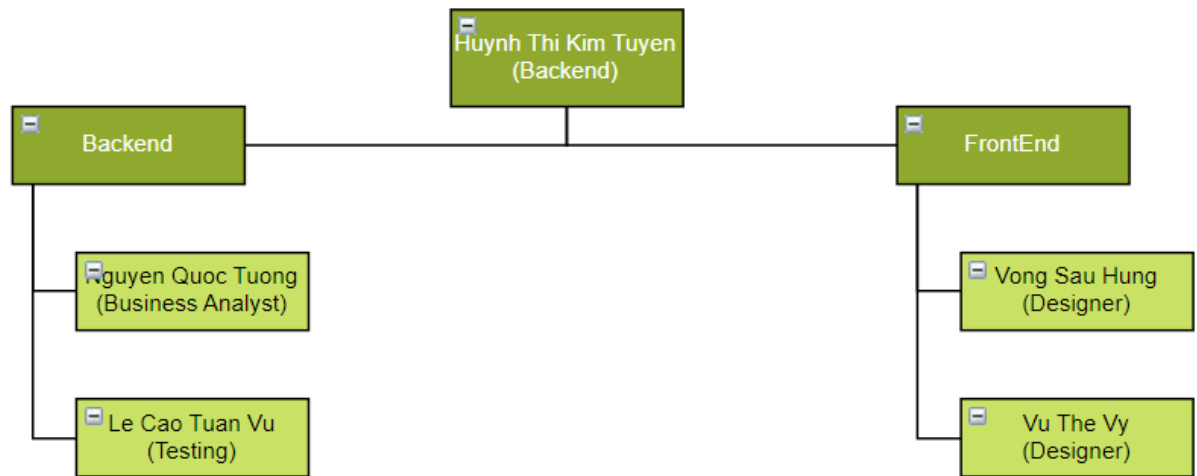 Huynh Thi Kim Tuyen
(Backend)
Backend
FrontEnd
Nguyen Quoc Tuong
(Business Analyst)
Vong Sau Hung
(Designer)
Le Cao Tuan Vu
(Testing)
Vu The Vy
(Designer)